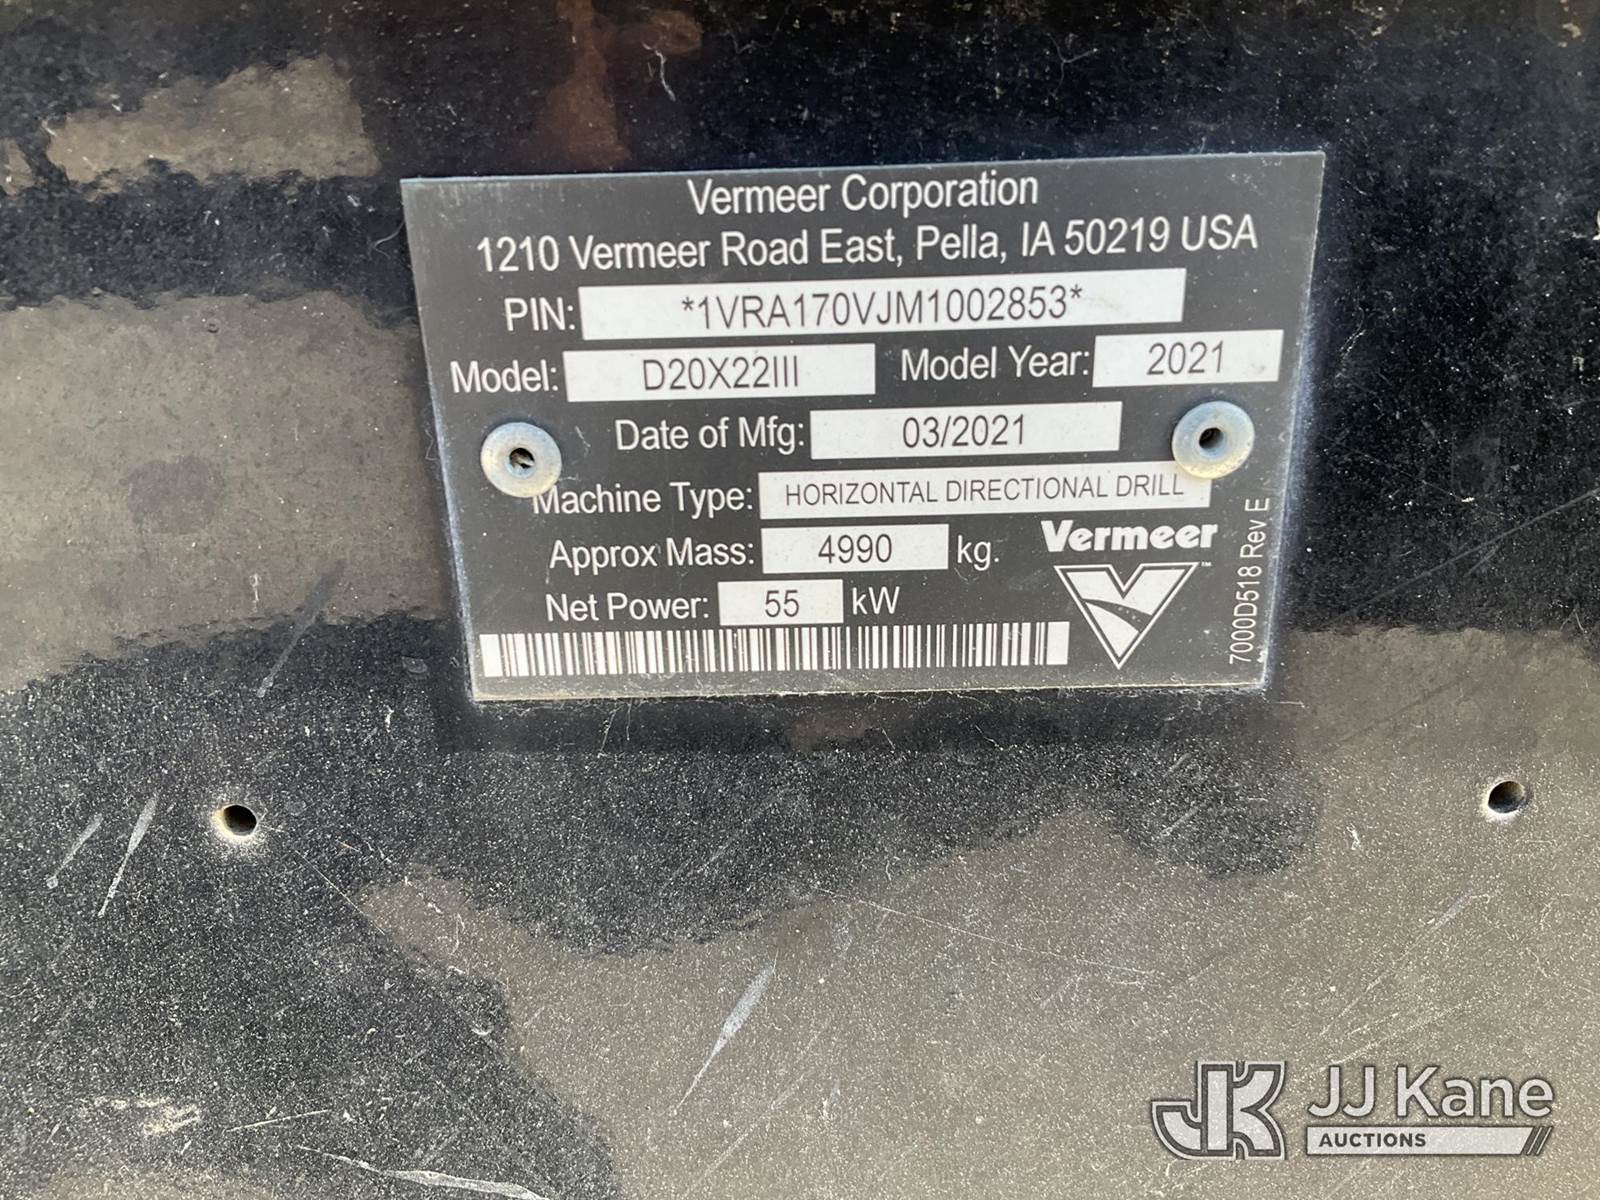 Vermeer Corporation
1210 Vermeer Road East, Pella, IA 50219 USA
PIN: *1VRA170VJM1002853*
Model: D20X22III Model Year: 2021
Date of Mfg: 03/2021
Machine Type: HORIZONTAL DIRECTIONAL DRILL
Approx Mass: 4990 kg.
Net Power: 55 kW
Vermeer
™
7000D518 Rev E
JK JJ Kane
AUCTIONS